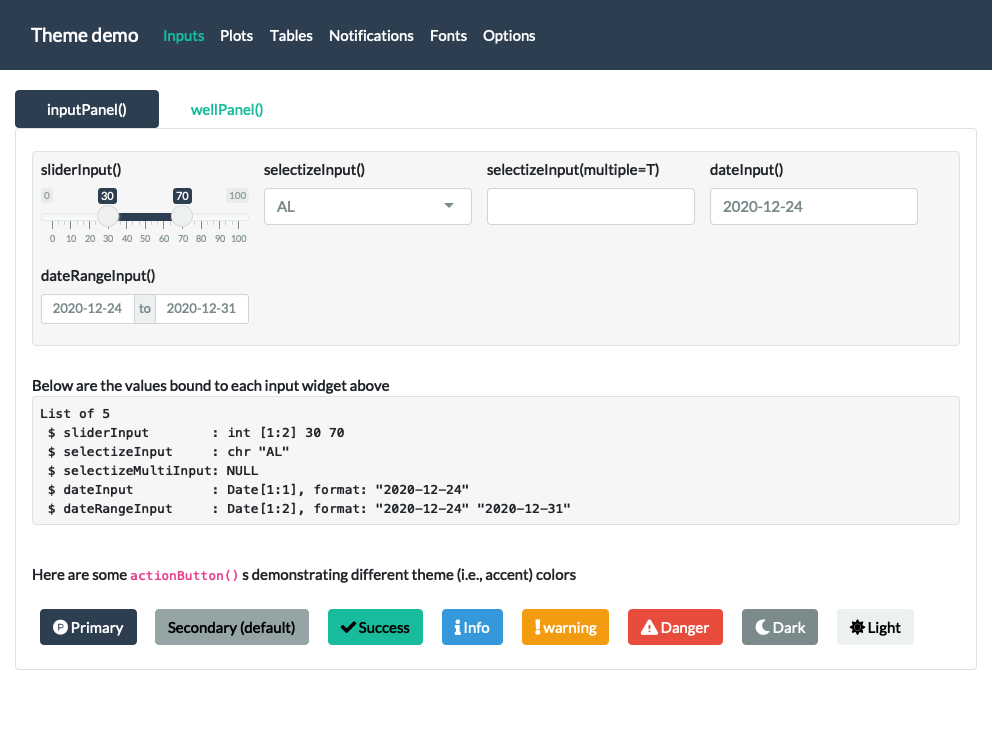 Theme demo Inputs Plots Tables Notifications Fonts Options
inputPanel() wellPanel()
sliderInput() selectizeInput() selectizeInput(multiple=T) dateInput()
0 30 70 100
AL 2020-12-24
0 10 20 30 40 50 60 70 80 90 100
dateRangeInput()
2020-12-24 to 2020-12-31
Below are the values bound to each input widget above
List of 5
 $ sliderInput        : int [1:2] 30 70
 $ selectizeInput     : chr "AL"
 $ selectizeMultiInput: NULL
 $ dateInput          : Date[1:1], format: "2020-12-24"
 $ dateRangeInput     : Date[1:2], format: "2020-12-24" "2020-12-31"
Here are some actionButton() s demonstrating different theme (i.e., accent) colors
P Primary Secondary (default) Success Info warning Danger Dark Light